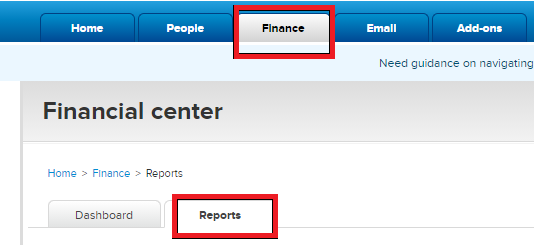 Home People Finance Email Add-ons
Need guidance on navigating
Financial center
Home > Finance > Reports
Dashboard Reports